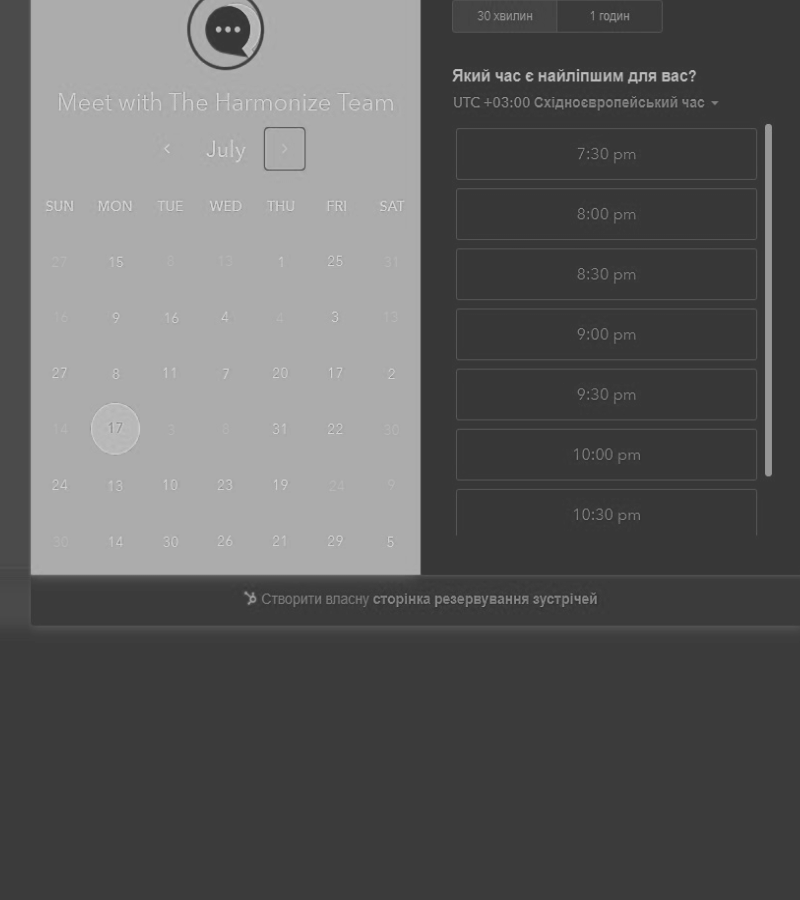 30 хвилин 1 годин
Який час є найліпшим для вас?
UTC +03:00 Східноєвропейський час
7:30 pm
8:00 pm
8:30 pm
9:00 pm
9:30 pm
10:00 pm
10:30 pm
Meet with The Harmonize Team
July
SUN MON TUE WED THU FRI SAT
27 15 5 13 1 25 31
16 9 16 4 4 3 13
27 8 11 7 20 17 2
14 17 3 31 22 30
24 13 10 23 19 24 9
30 14 30 26 21 29 5
Створити власну сторінка резервування зустрічей